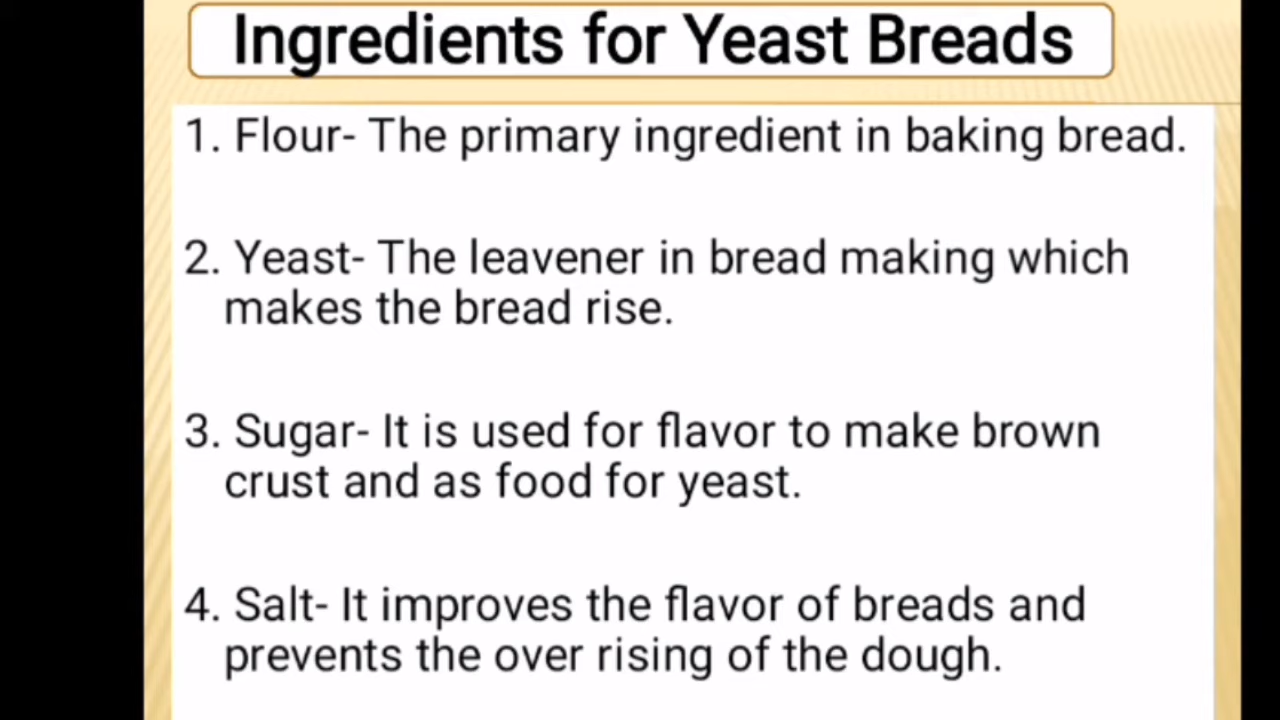 Ingredients for Yeast Breads
1. Flour- The primary ingredient in baking bread.
2. Yeast- The leavener in bread making which
makes the bread rise.
3. Sugar- It is used for flavor to make brown
crust and as food for yeast.
4. Salt- It improves the flavor of breads and
prevents the over rising of the dough.